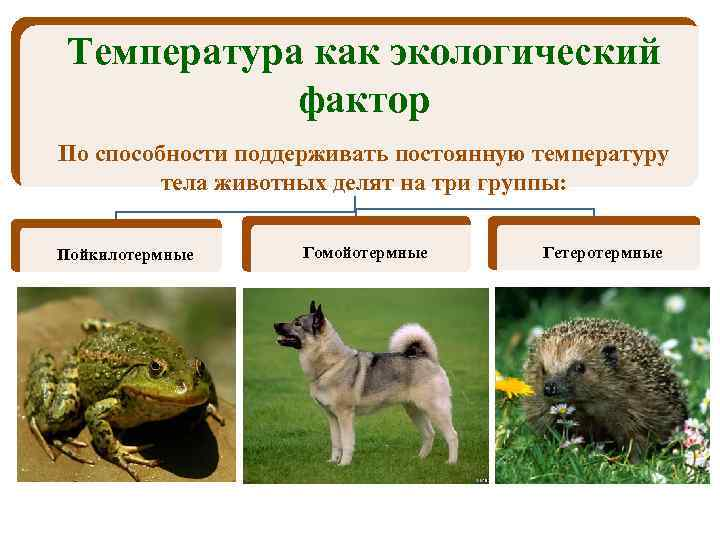 Температура как экологический
фактор
По способности поддерживать постоянную температуру
тела животных делят на три группы:
Пойкилотермные
Гомойотермные
Гетеротермные